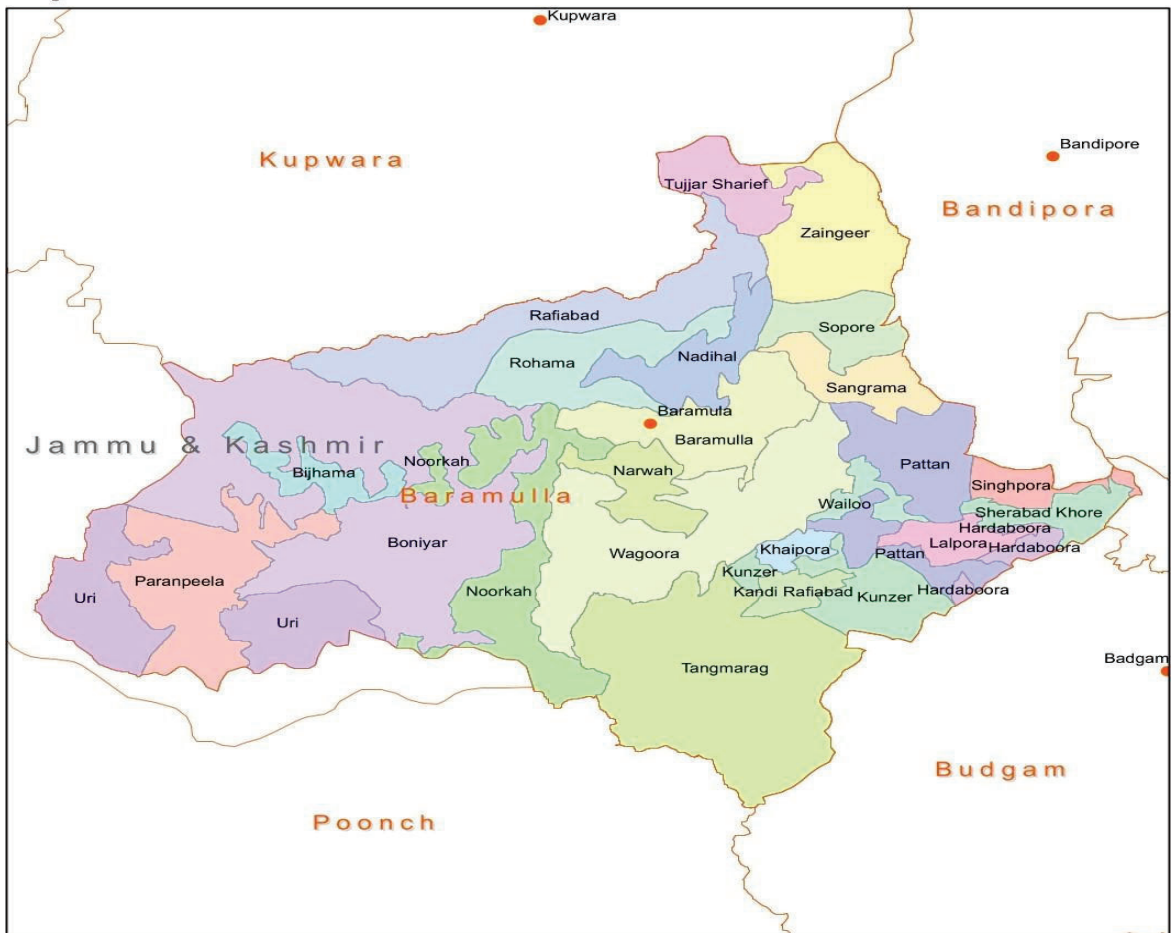 Kupwara
Bandipore
Kupwara
Tujjar Sharief
Bandipora
Zaingeer
Rafiabad
Sopore
Rohama
Nadihal
Sangrama
Baramula
Baramulla
Jammu & Kashmir
Noorkah
Bijhama
Narwah
Pattan
Baramulla
Singhpora
Wailoo
Sherabad Khore
Hardaboora
Boniyar
Wagoora
Khaipora
Lalpora
Pattan
Hardaboora
Kunzer
Paranpeela
Uri
Noorkah
Kandi Rafiabad
Kunzer
Hardaboora
Uri
Tangmarag
Badgam
Budgam
Poonch